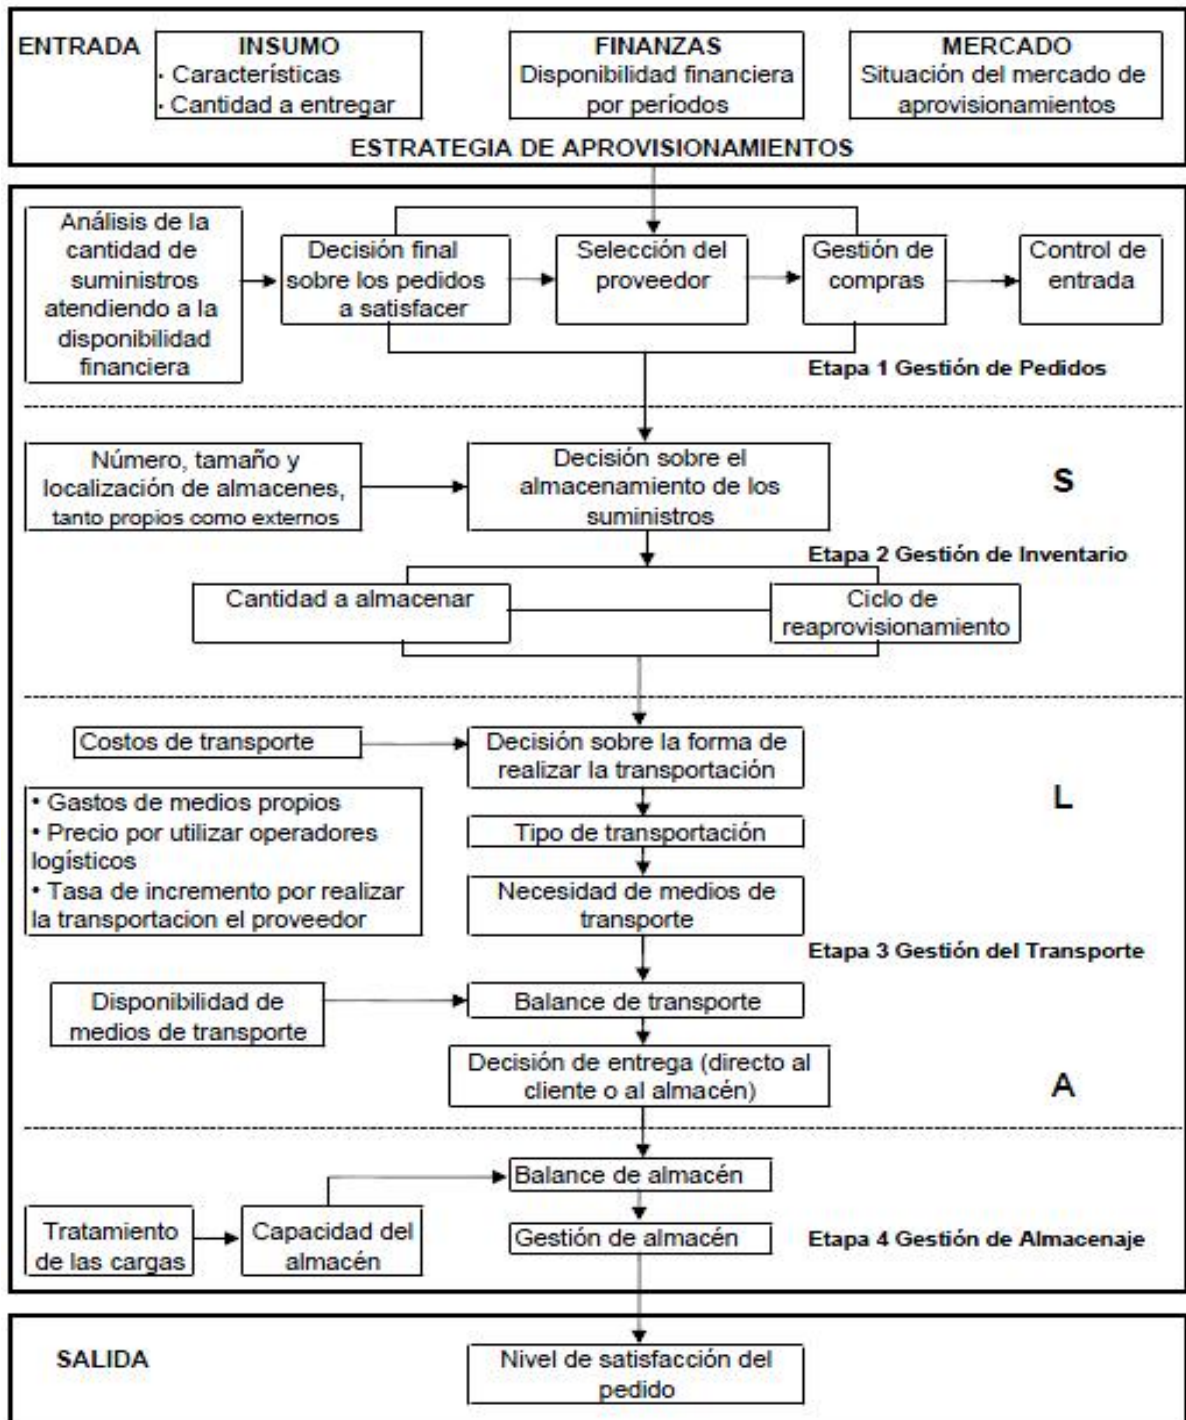 ENTRADA
INSUMO
· Características
· Cantidad a entregar
FINANZAS
Disponibilidad financiera
por períodos
MERCADO
Situación del mercado de
aprovisionamientos
ESTRATEGIA DE APROVISIONAMIENTOS
Análisis de la
cantidad de
suministros
atendiendo a la
disponibilidad
financiera
Decisión final
sobre los pedidos
a satisfacer
Selección del
proveedor
Gestión de
compras
Control de
entrada
Etapa 1 Gestión de Pedidos
Número, tamaño y
localización de almacenes,
tanto propios como externos
Decisión sobre el
almacenamiento de los
suministros
S
Etapa 2 Gestión de Inventario
Cantidad a almacenar
Ciclo de
reaprovisionamiento
Costos de transporte
Decisión sobre la forma de
realizar la transportación
L
• Gastos de medios propios
• Precio por utilizar operadores
logísticos
• Tasa de incremento por realizar
la transportacion el proveedor
Tipo de transportación
Necesidad de medios de
transporte
Etapa 3 Gestión del Transporte
Disponibilidad de
medios de transporte
Balance de transporte
Decisión de entrega (directo al
cliente o al almacén)
A
Balance de almacén
Tratamiento
de las cargas
Capacidad del
almacén
Gestión de almacén
Etapa 4 Gestión de Almacenaje
SALIDA
Nivel de satisfacción del
pedido